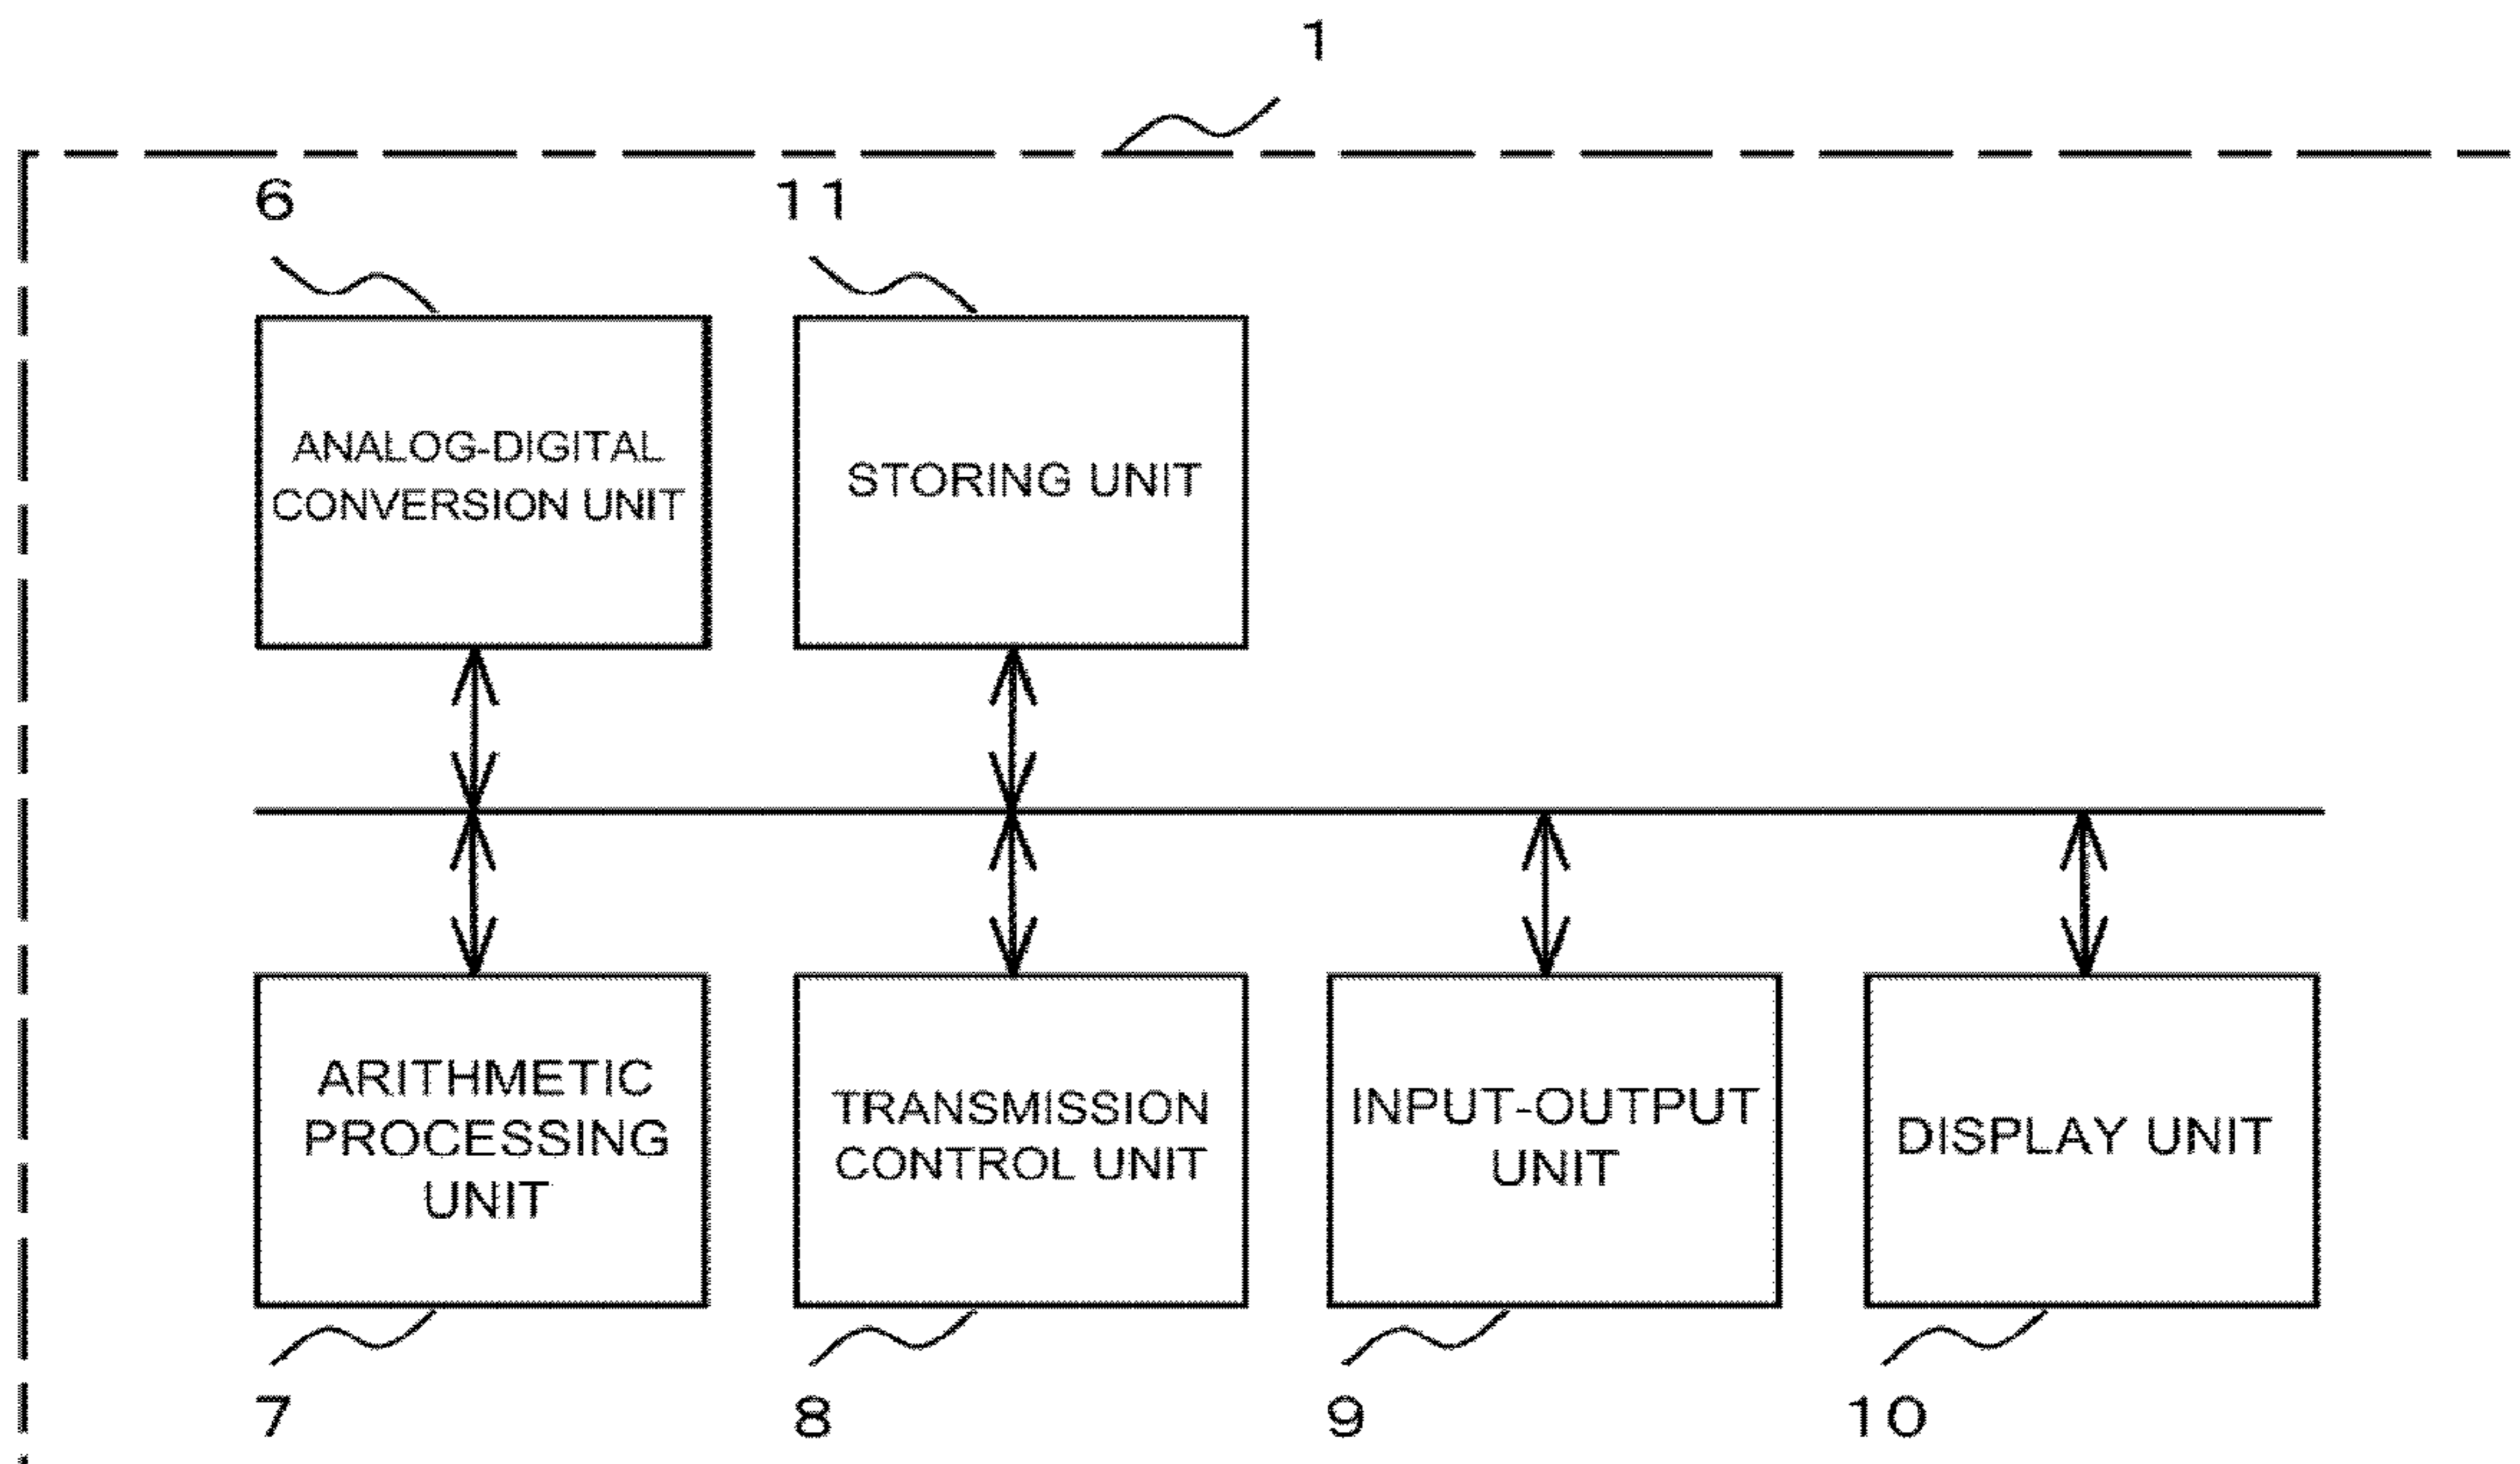 1
6
11
ANALOG-DIGITAL
CONVERSION UNIT
STORING UNIT
ARITHMETIC
PROCESSING
UNIT
TRANSMISSION
CONTROL UNIT
INPUT-OUTPUT
UNIT
DISPLAY UNIT
7
8
9
10